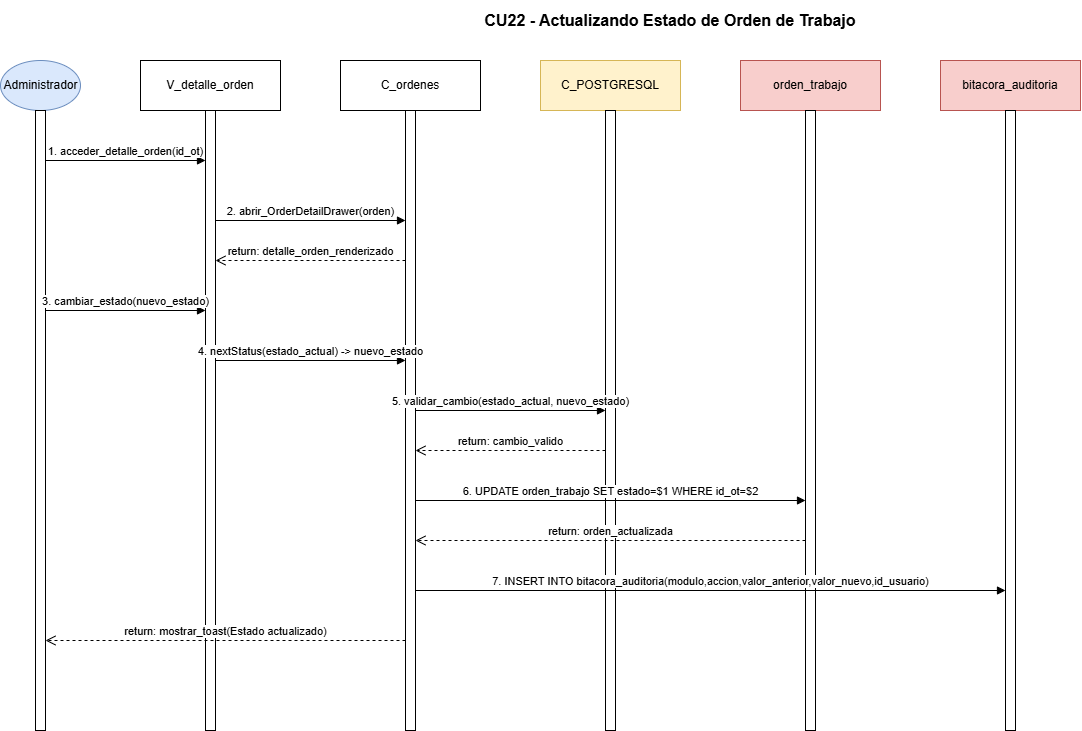 CU22 - Actualizando Estado de Orden de Trabajo
Administrador
V_detalle_orden
C_ordenes
C_POSTGRESQL
orden_trabajo
bitacora_auditoria
1. acceder_detalle_orden(id_ot)
2. abrir_OrderDetailDrawer(orden)
return: detalle_orden_renderizado
3. cambiar_estado(nuevo_estado)
4. nextStatus(estado_actual) -> nuevo_estado
5. validar_cambio(estado_actual, nuevo_estado)
return: cambio_valido
6. UPDATE orden_trabajo SET estado=$1 WHERE id_ot=$2
return: orden_actualizada
7. INSERT INTO bitacora_auditoria(modulo,accion,valor_anterior,valor_nuevo,id_usuario)
return: mostrar_toast(Estado actualizado)